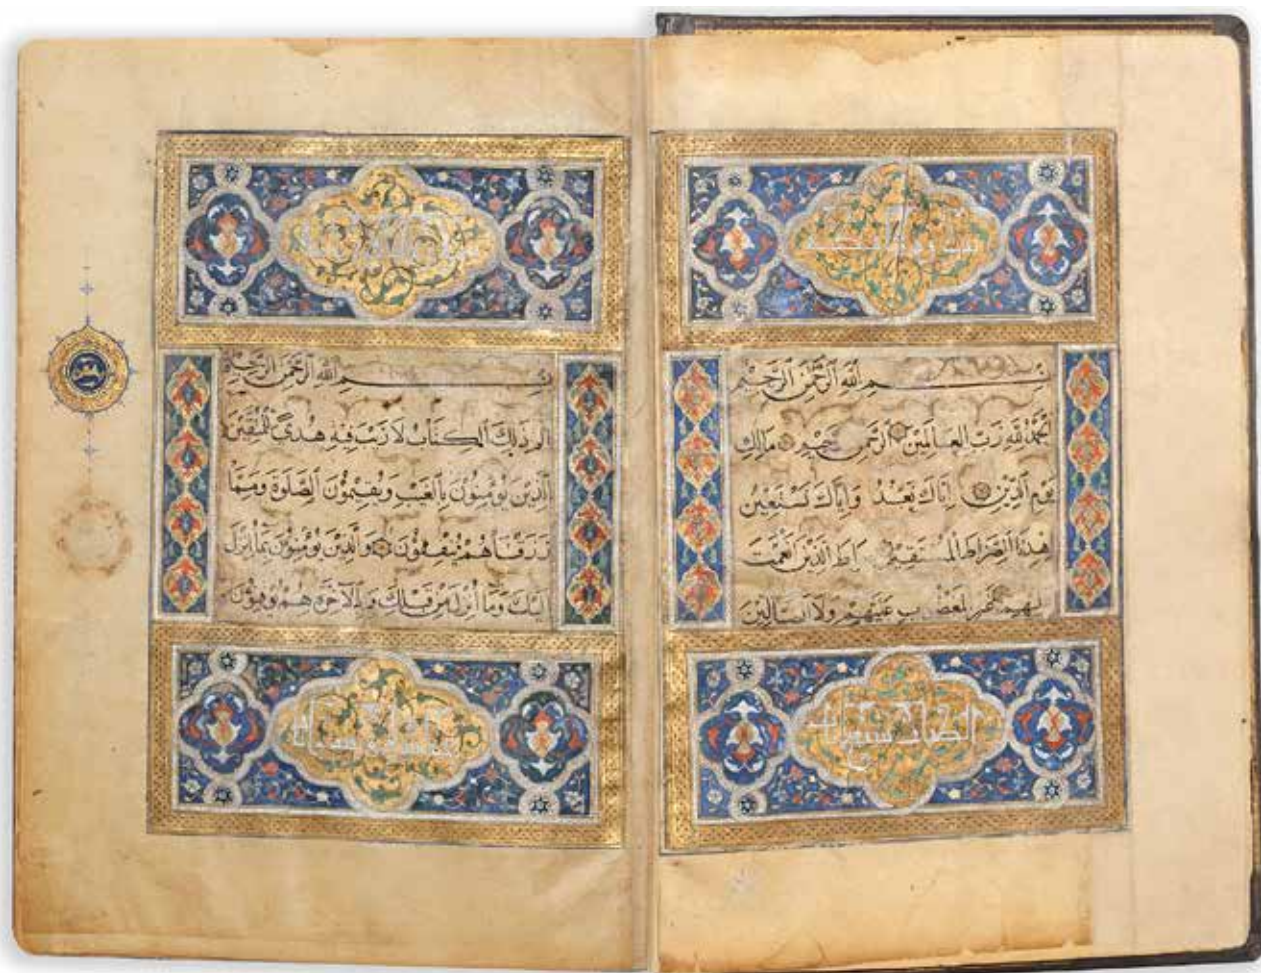 بسم الله الرحمن الرحيم
الحمد لله رب العالمين الرحمن الرحيم مالك
يوم الدين اياك نعبد واياك نستعين
اهدنا الصراط المستقيم صراط الذين انعمت
عليهم غير المغضوب عليهم ولا الضالين
بسم الله الرحمن الرحيم
الم ذلك الكتاب لا ريب فيه هدى للمتقين
الذين يؤمنون بالغيب ويقيمون الصلوة ومما
رزقناهم ينفقون والذين يؤمنون بما أنزل
اليك وما أنزل من قبلك وبالآخرة هم يوقنون